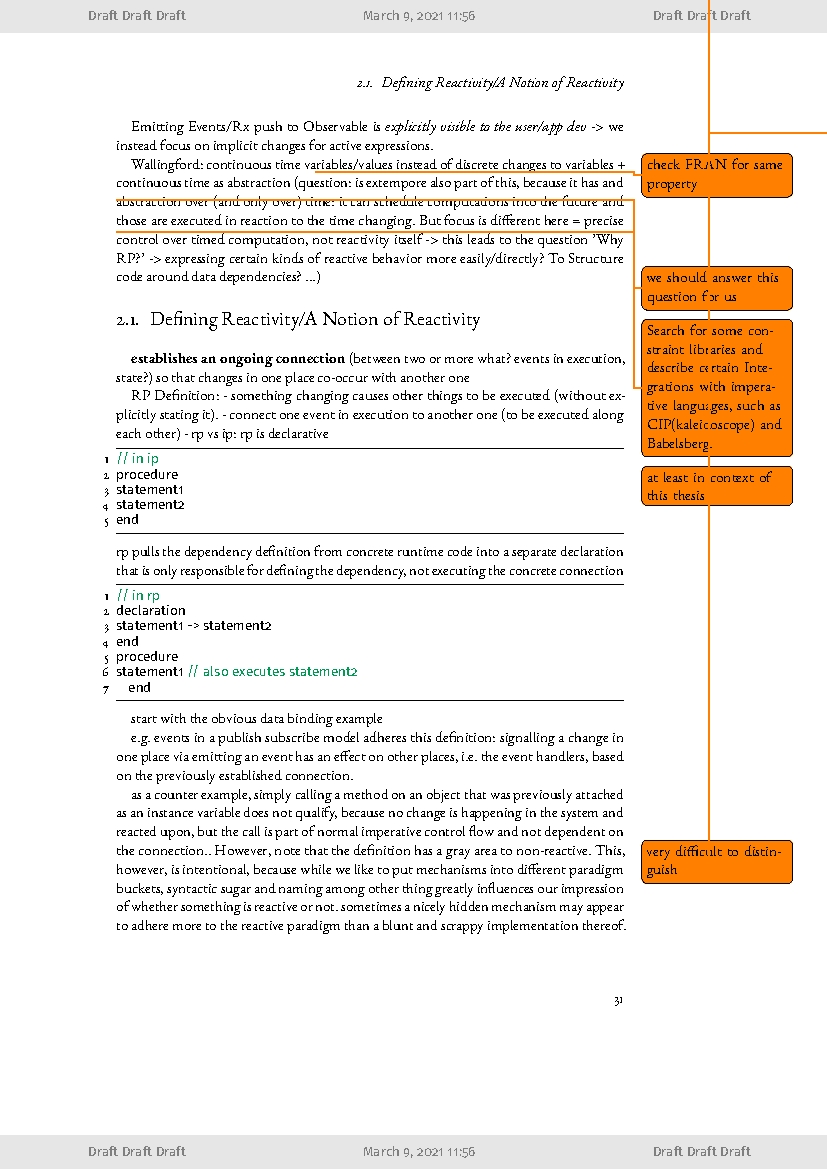 Draft Draft Draft March 9, 2021 11:56 Draft Draft Draft
2.1. Defining Reactivity/A Notion of Reactivity
Emitting Events/Rx push to Observable is explicitly visible to the user/app dev -> we
instead focus on implicit changes for active expressions.
Wallingford: continuous time variables/values instead of discrete changes to variables +
continuous time as abstraction (question: is extempore also part of this, because it has and
abstraction over (and only over) time: it can schedule computations into the future and
those are executed in reaction to the time changing. But focus is different here = precise
control over timed computation, not reactivity itself -> this leads to the question 'Why
RP?' -> expressing certain kinds of reactive behavior more easily/directly? To Structure
code around data dependencies? ...)
check FRAN for same
property
we should answer this
question for us
Search for some con-
straint libraries and
describe certain Inte-
grations with impera-
tive languages, such as
CIP(kaleidoscope) and
Babelsberg.
at least in context of
this thesis
2.1. Defining Reactivity/A Notion of Reactivity
establishes an ongoing connection (between two or more what? events in execution,
state?) so that changes in one place co-occur with another one
RP Definition: - something changing causes other things to be executed (without ex-
plicitly stating it). - connect one event in execution to another one (to be executed along
each other) - rp vs ip: rp is declarative
1 // in ip
2 procedure
3 statement1
4 statement2
5 end
rp pulls the dependency definition from concrete runtime code into a separate declaration
that is only responsible for defining the dependency, not executing the concrete connection
1 // in rp
2 declaration
3 statement1 -> statement2
4 end
5 procedure
6 statement1 // also executes statement2
7 end
start with the obvious data binding example
e.g. events in a publish subscribe model adheres this definition: signalling a change in
one place via emitting an event has an effect on other places, i.e. the event handlers, based
on the previously established connection.
as a counter example, simply calling a method on an object that was previously attached
as an instance variable does not qualify, because no change is happening in the system and
reacted upon, but the call is part of normal imperative control flow and not dependent on
the connection.. However, note that the definition has a gray area to non-reactive. This,
however, is intentional, because while we like to put mechanisms into different paradigm
buckets, syntactic sugar and naming among other thing greatly influences our impression
of whether something is reactive or not. sometimes a nicely hidden mechanism may appear
to adhere more to the reactive paradigm than a blunt and scrappy implementation thereof.
very difficult to distin-
guish
31
Draft Draft Draft March 9, 2021 11:56 Draft Draft Draft